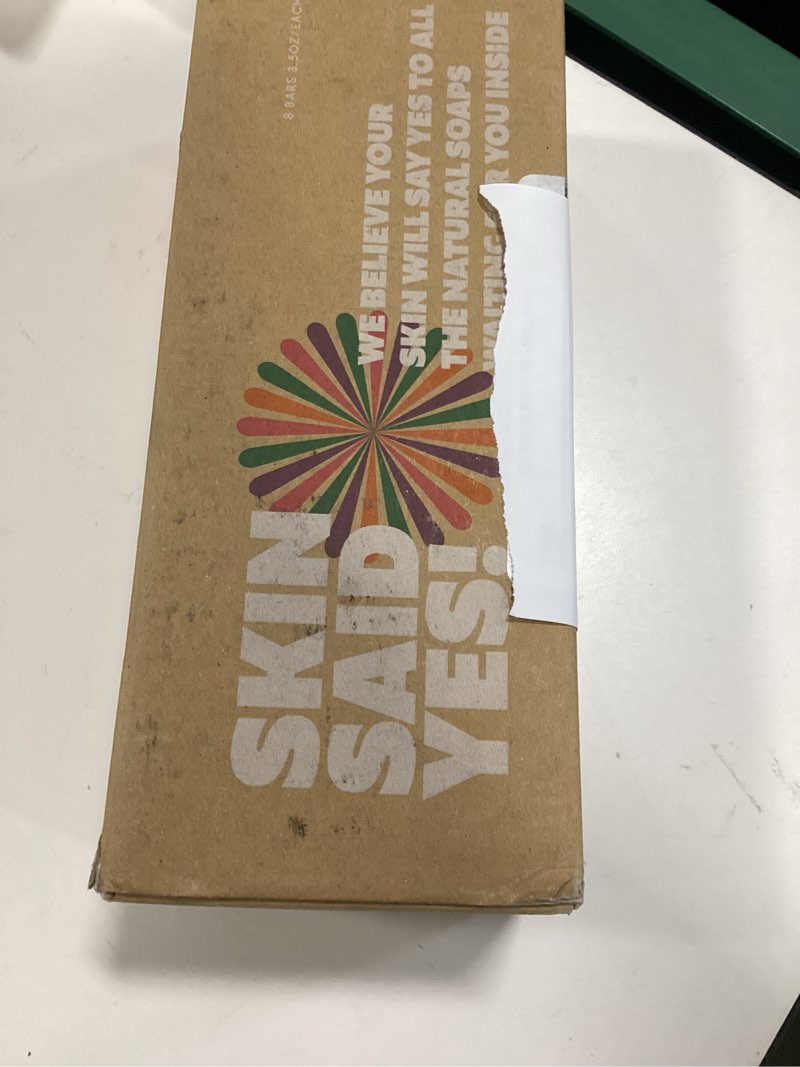 8 BARS 3.5OZ/EACH
WE BELIEVE YOUR
SKIN WILL SAY YES TO ALL
THE NATURAL SOAPS
WAITING YOU INSIDE
SKIN
SAID
YES!